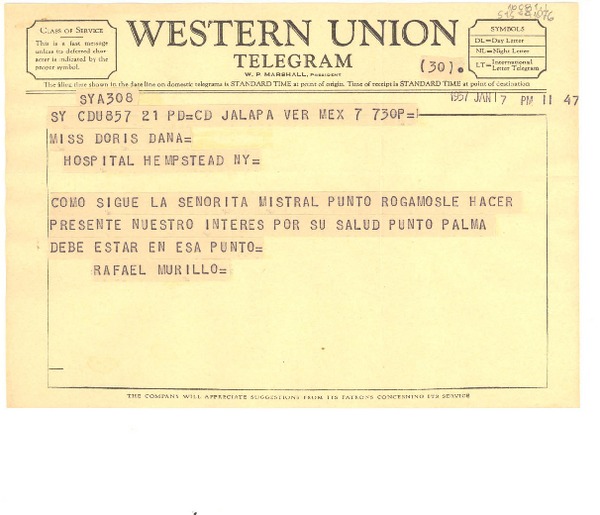 CLASS OF SERVICE
This is a fast message
unless its deferred char-
acter is indicated by the
proper symbol.
WESTERN UNION
TELEGRAM
W. P. MARSHALL, PRESIDENT
(30).
SYMBOLS
DL=Day Letter
NL=Night Letter
LT=International Letter Telegram
The filing time shown in the date line on domestic telegrams is STANDARD TIME at point of origin. Time of receipt is STANDARD TIME at point of destination
SYA308
1957 JAN 7 PM 11 47
SY CDU857 21 PD=CD JALAPA VER MEX 7 730P=
MISS DORIS DANA=
HOSPITAL HEMPSTEAD NY=
COMO SIGUE LA SENORITA MISTRAL PUNTO ROGAMOSLE HACER
PRESENTE NUESTRO INTERES POR SU SALUD PUNTO PALMA
DEBE ESTAR EN ESA PUNTO=
RAFAEL MURILLO=
THE COMPANY WILL APPRECIATE SUGGESTIONS FROM ITS PATRONS CONCERNING ITS SERVICE